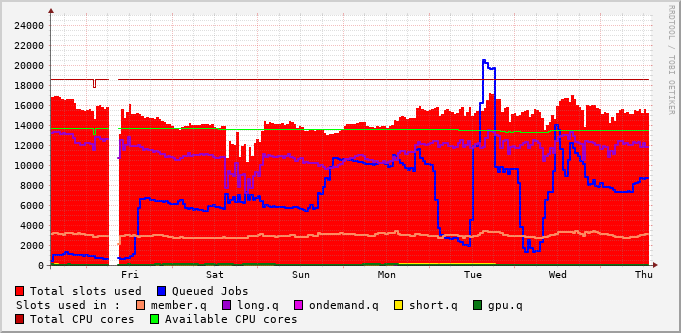 RRDTOOL / TOBI OETIKER
24000
22000
20000
18000
16000
14000
12000
10000
8000
6000
4000
2000
0
Fri Sat Sun Mon Tue Wed Thu
Total slots used Queued Jobs
Slots used in : member.q long.q ondemand.q short.q gpu.q
Total CPU cores Available CPU cores